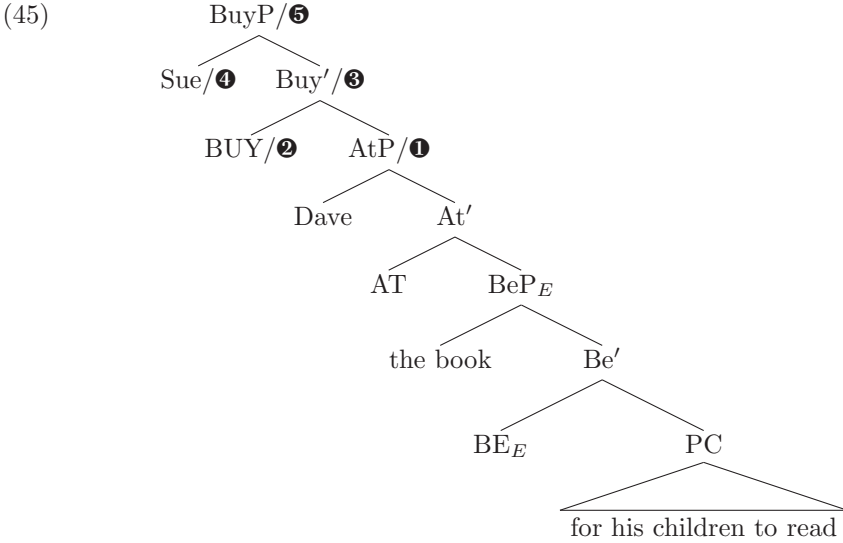 (45) BuyP/❺
Sue/❹ Buy′/❸
BUY/❷ AtP/❶
Dave At′
AT BeP_E
the book Be′
BE_E PC
for his children to read